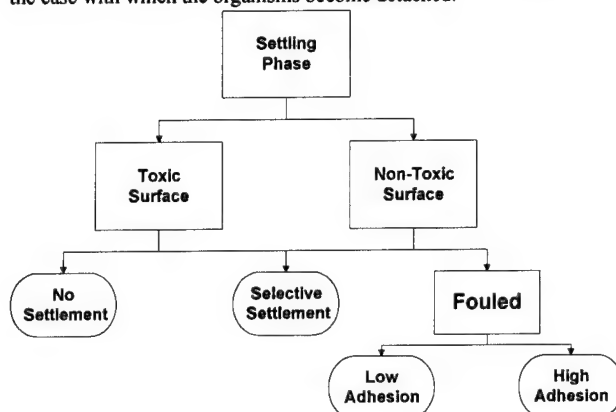 the ease with which the organisms become detached.
Settling
Phase
Toxic
Surface
Non-Toxic
Surface
No
Settlement
Selective
Settlement
Fouled
Low
Adhesion
High
Adhesion